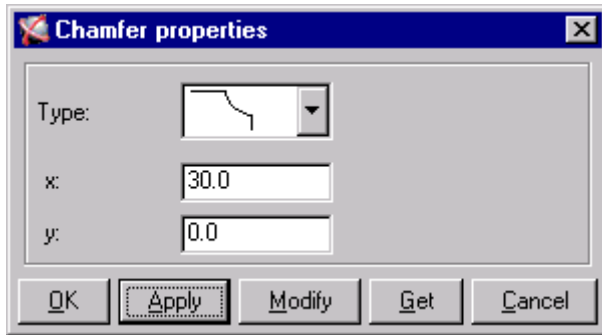 Chamfer properties
Type:
x: 30.0
y: 0.0
OK Apply Modify Get Cancel